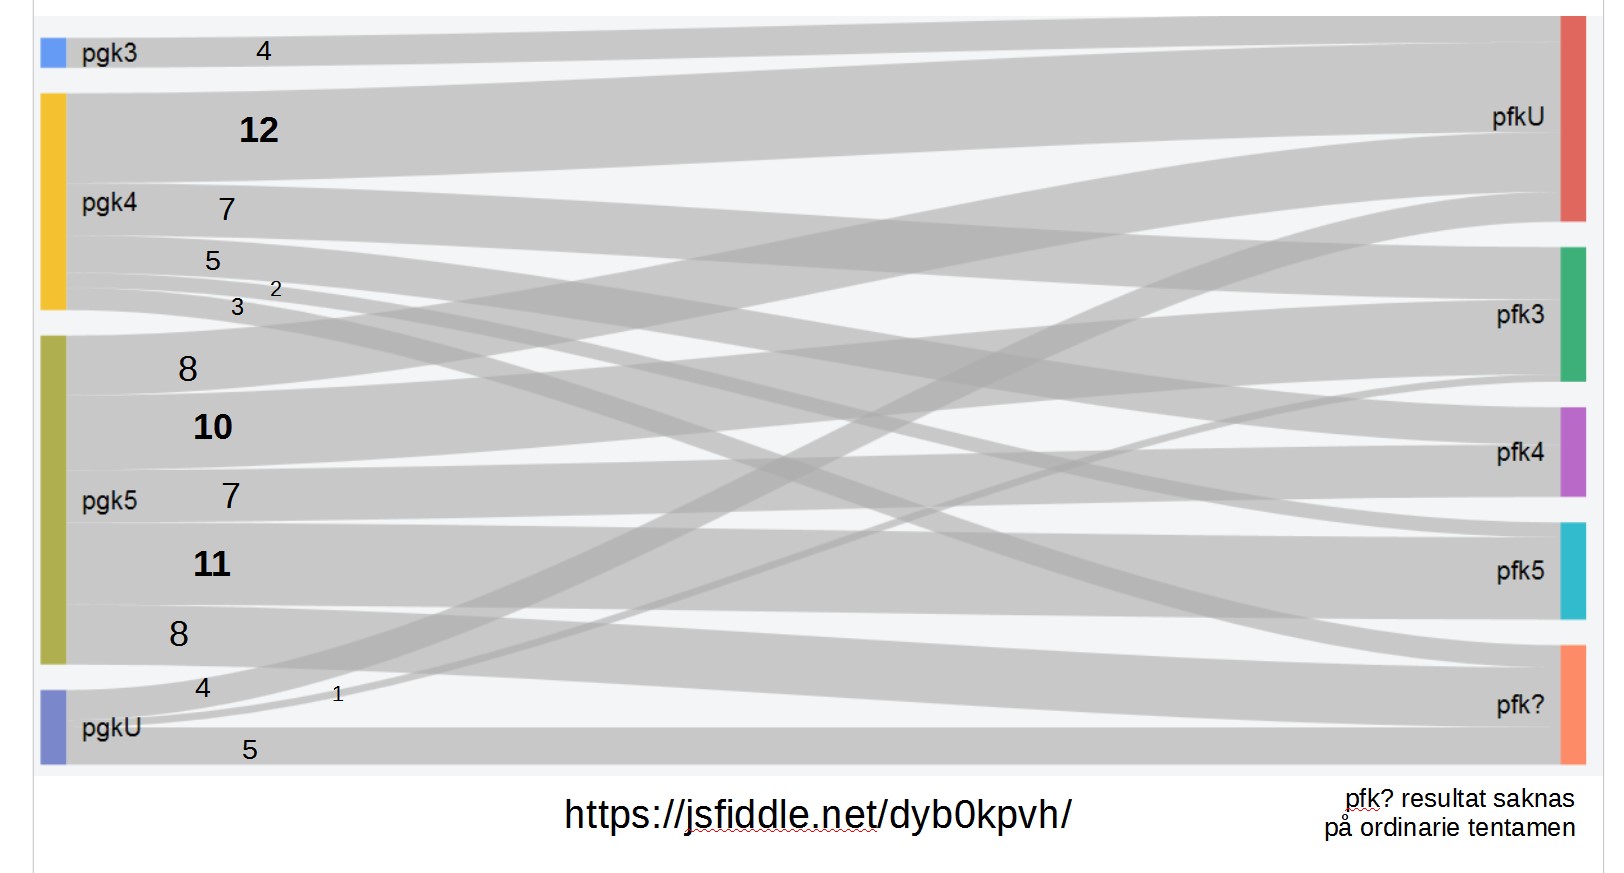 pgk3
4
12
pfkU
pgk4
7
5
2
3
pfk3
8
10
pfk4
pgk5
7
11
pfk5
8
4
1
pgkU
5
pfk?
https://jsfiddle.net/dyb0kpvh/
pfk? resultat saknas
på ordinarie tentamen